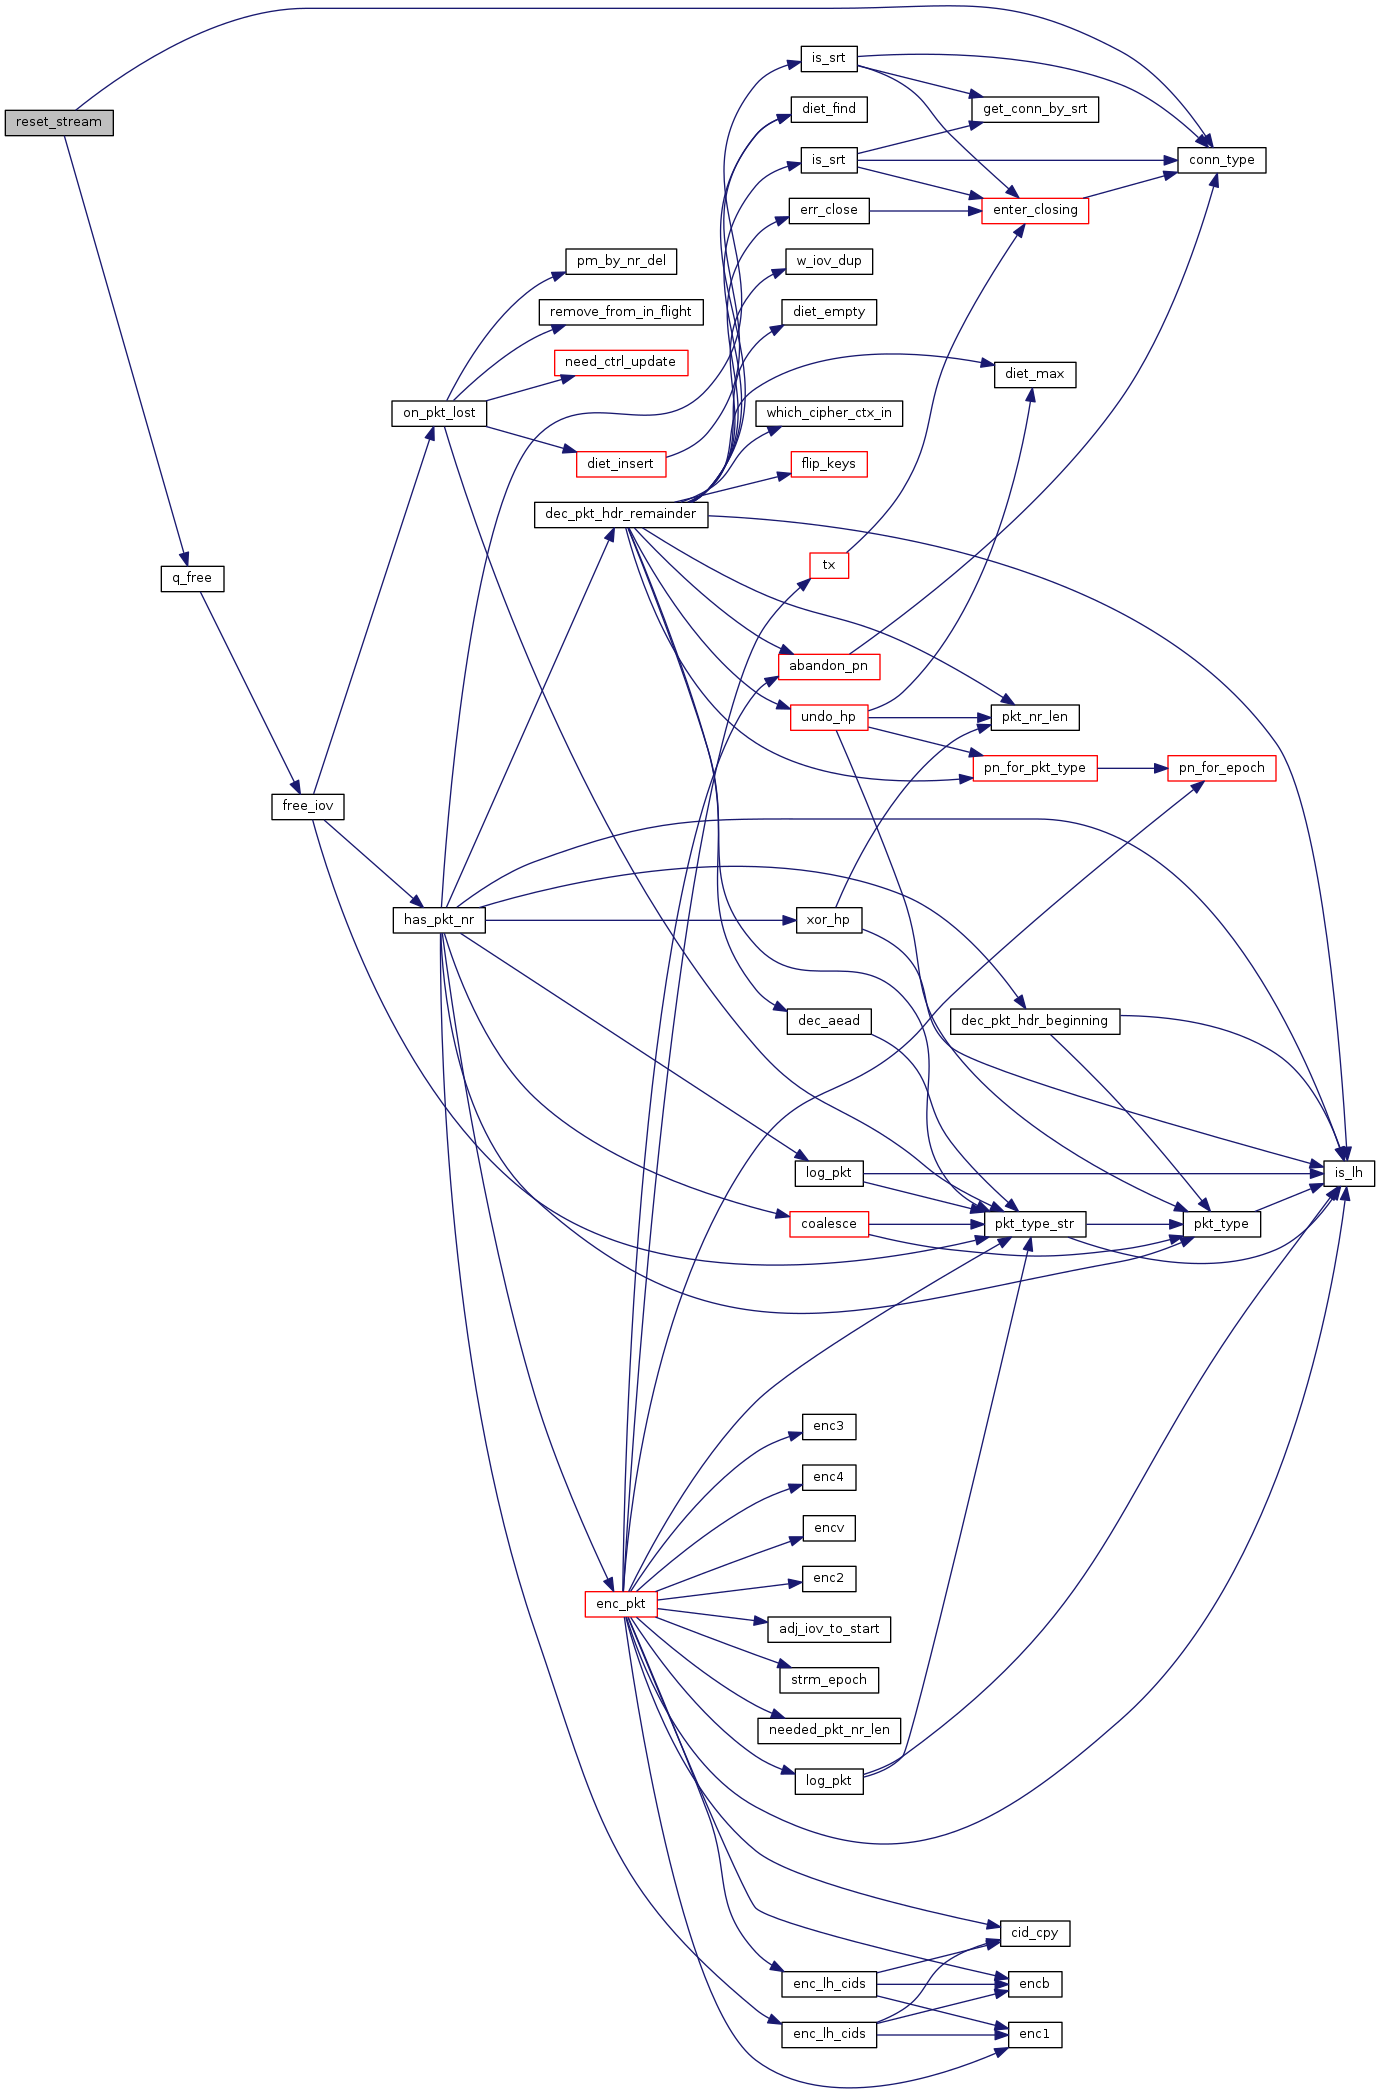 is_srt
diet_find
get_conn_by_srt
reset_stream
is_srt
conn_type
err_close
enter_closing
pm_by_nr_del
w_iov_dup
remove_from_in_flight
diet_empty
need_ctrl_update
diet_max
on_pkt_lost
which_cipher_ctx_in
diet_insert
flip_keys
dec_pkt_hdr_remainder
tx
q_free
abandon_pn
undo_hp
pkt_nr_len
pn_for_pkt_type
pn_for_epoch
free_iov
has_pkt_nr
xor_hp
dec_aead
dec_pkt_hdr_beginning
log_pkt
is_lh
coalesce
pkt_type_str
pkt_type
enc3
enc4
encv
enc2
enc_pkt
adj_iov_to_start
strm_epoch
needed_pkt_nr_len
log_pkt
cid_cpy
enc_lh_cids
encb
enc_lh_cids
enc1